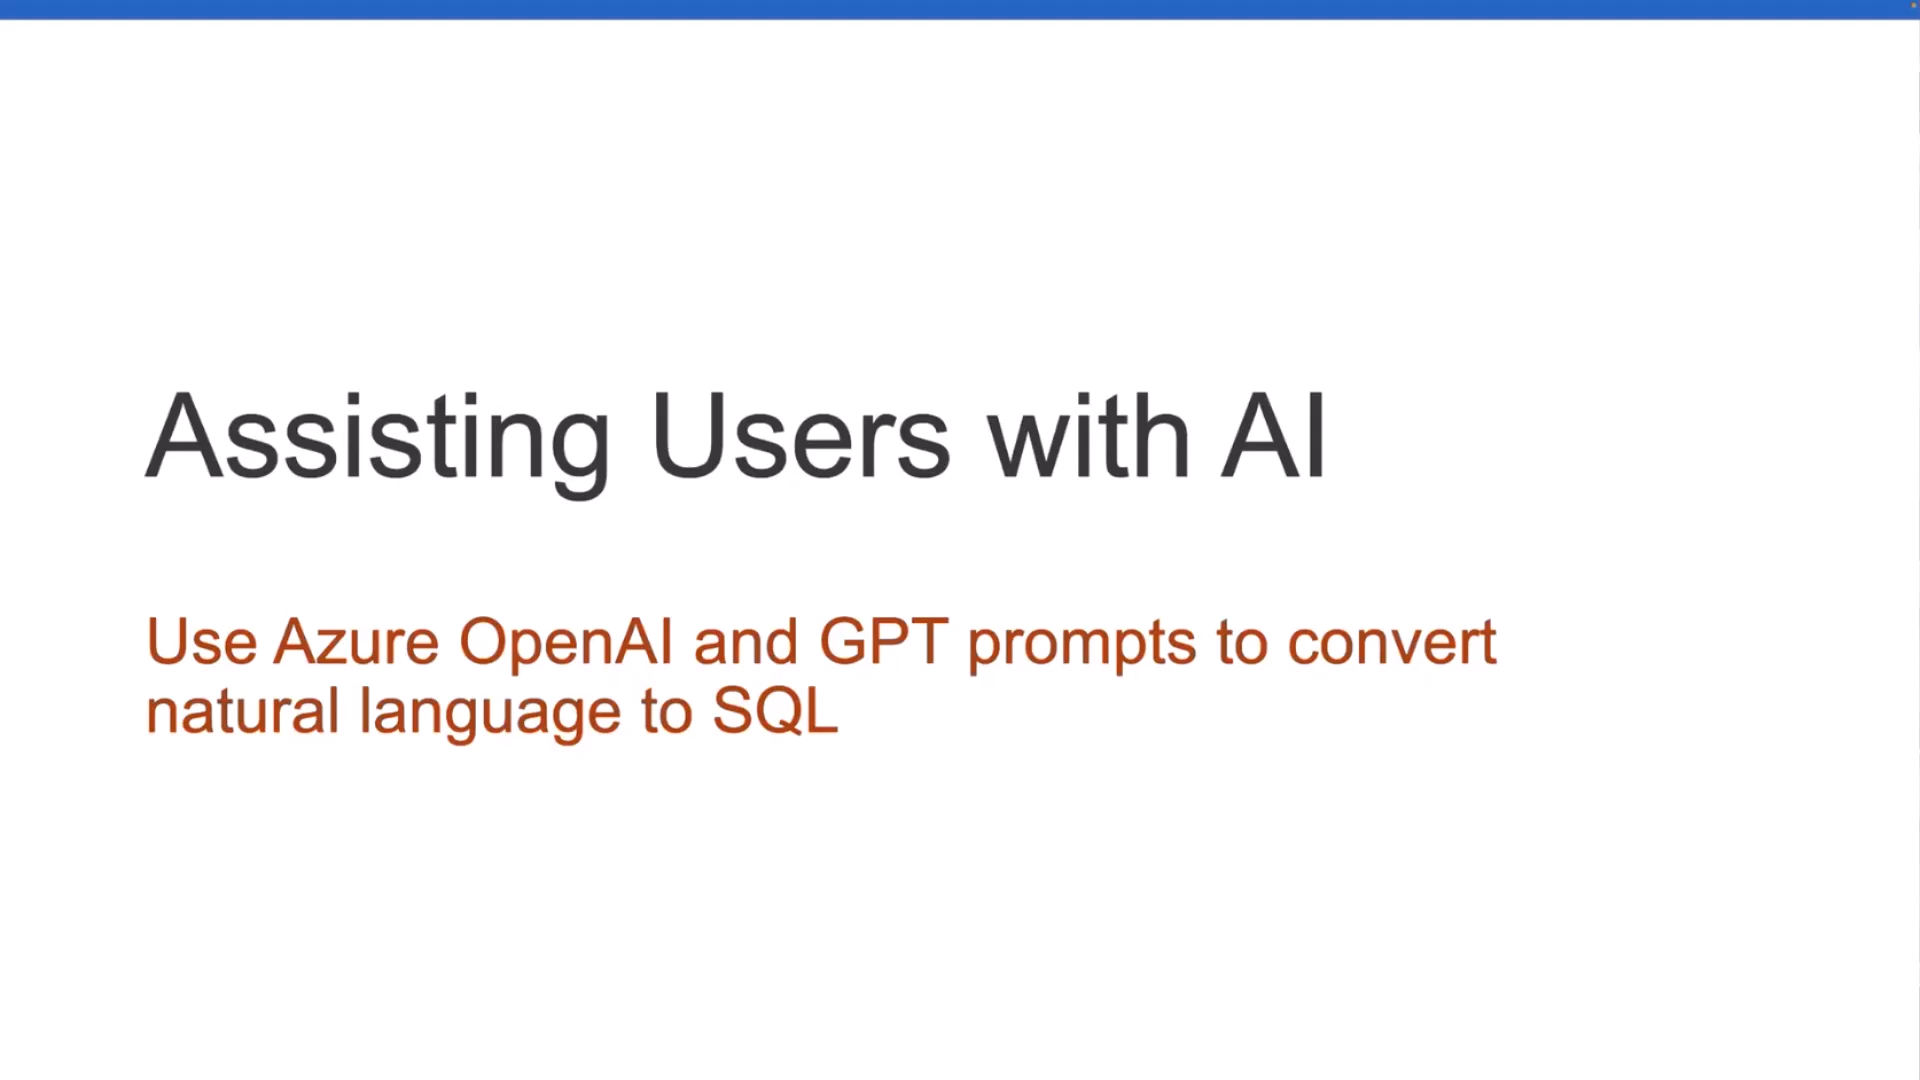 Assisting Users with AI
Use Azure OpenAI and GPT prompts to convert
natural language to SQL